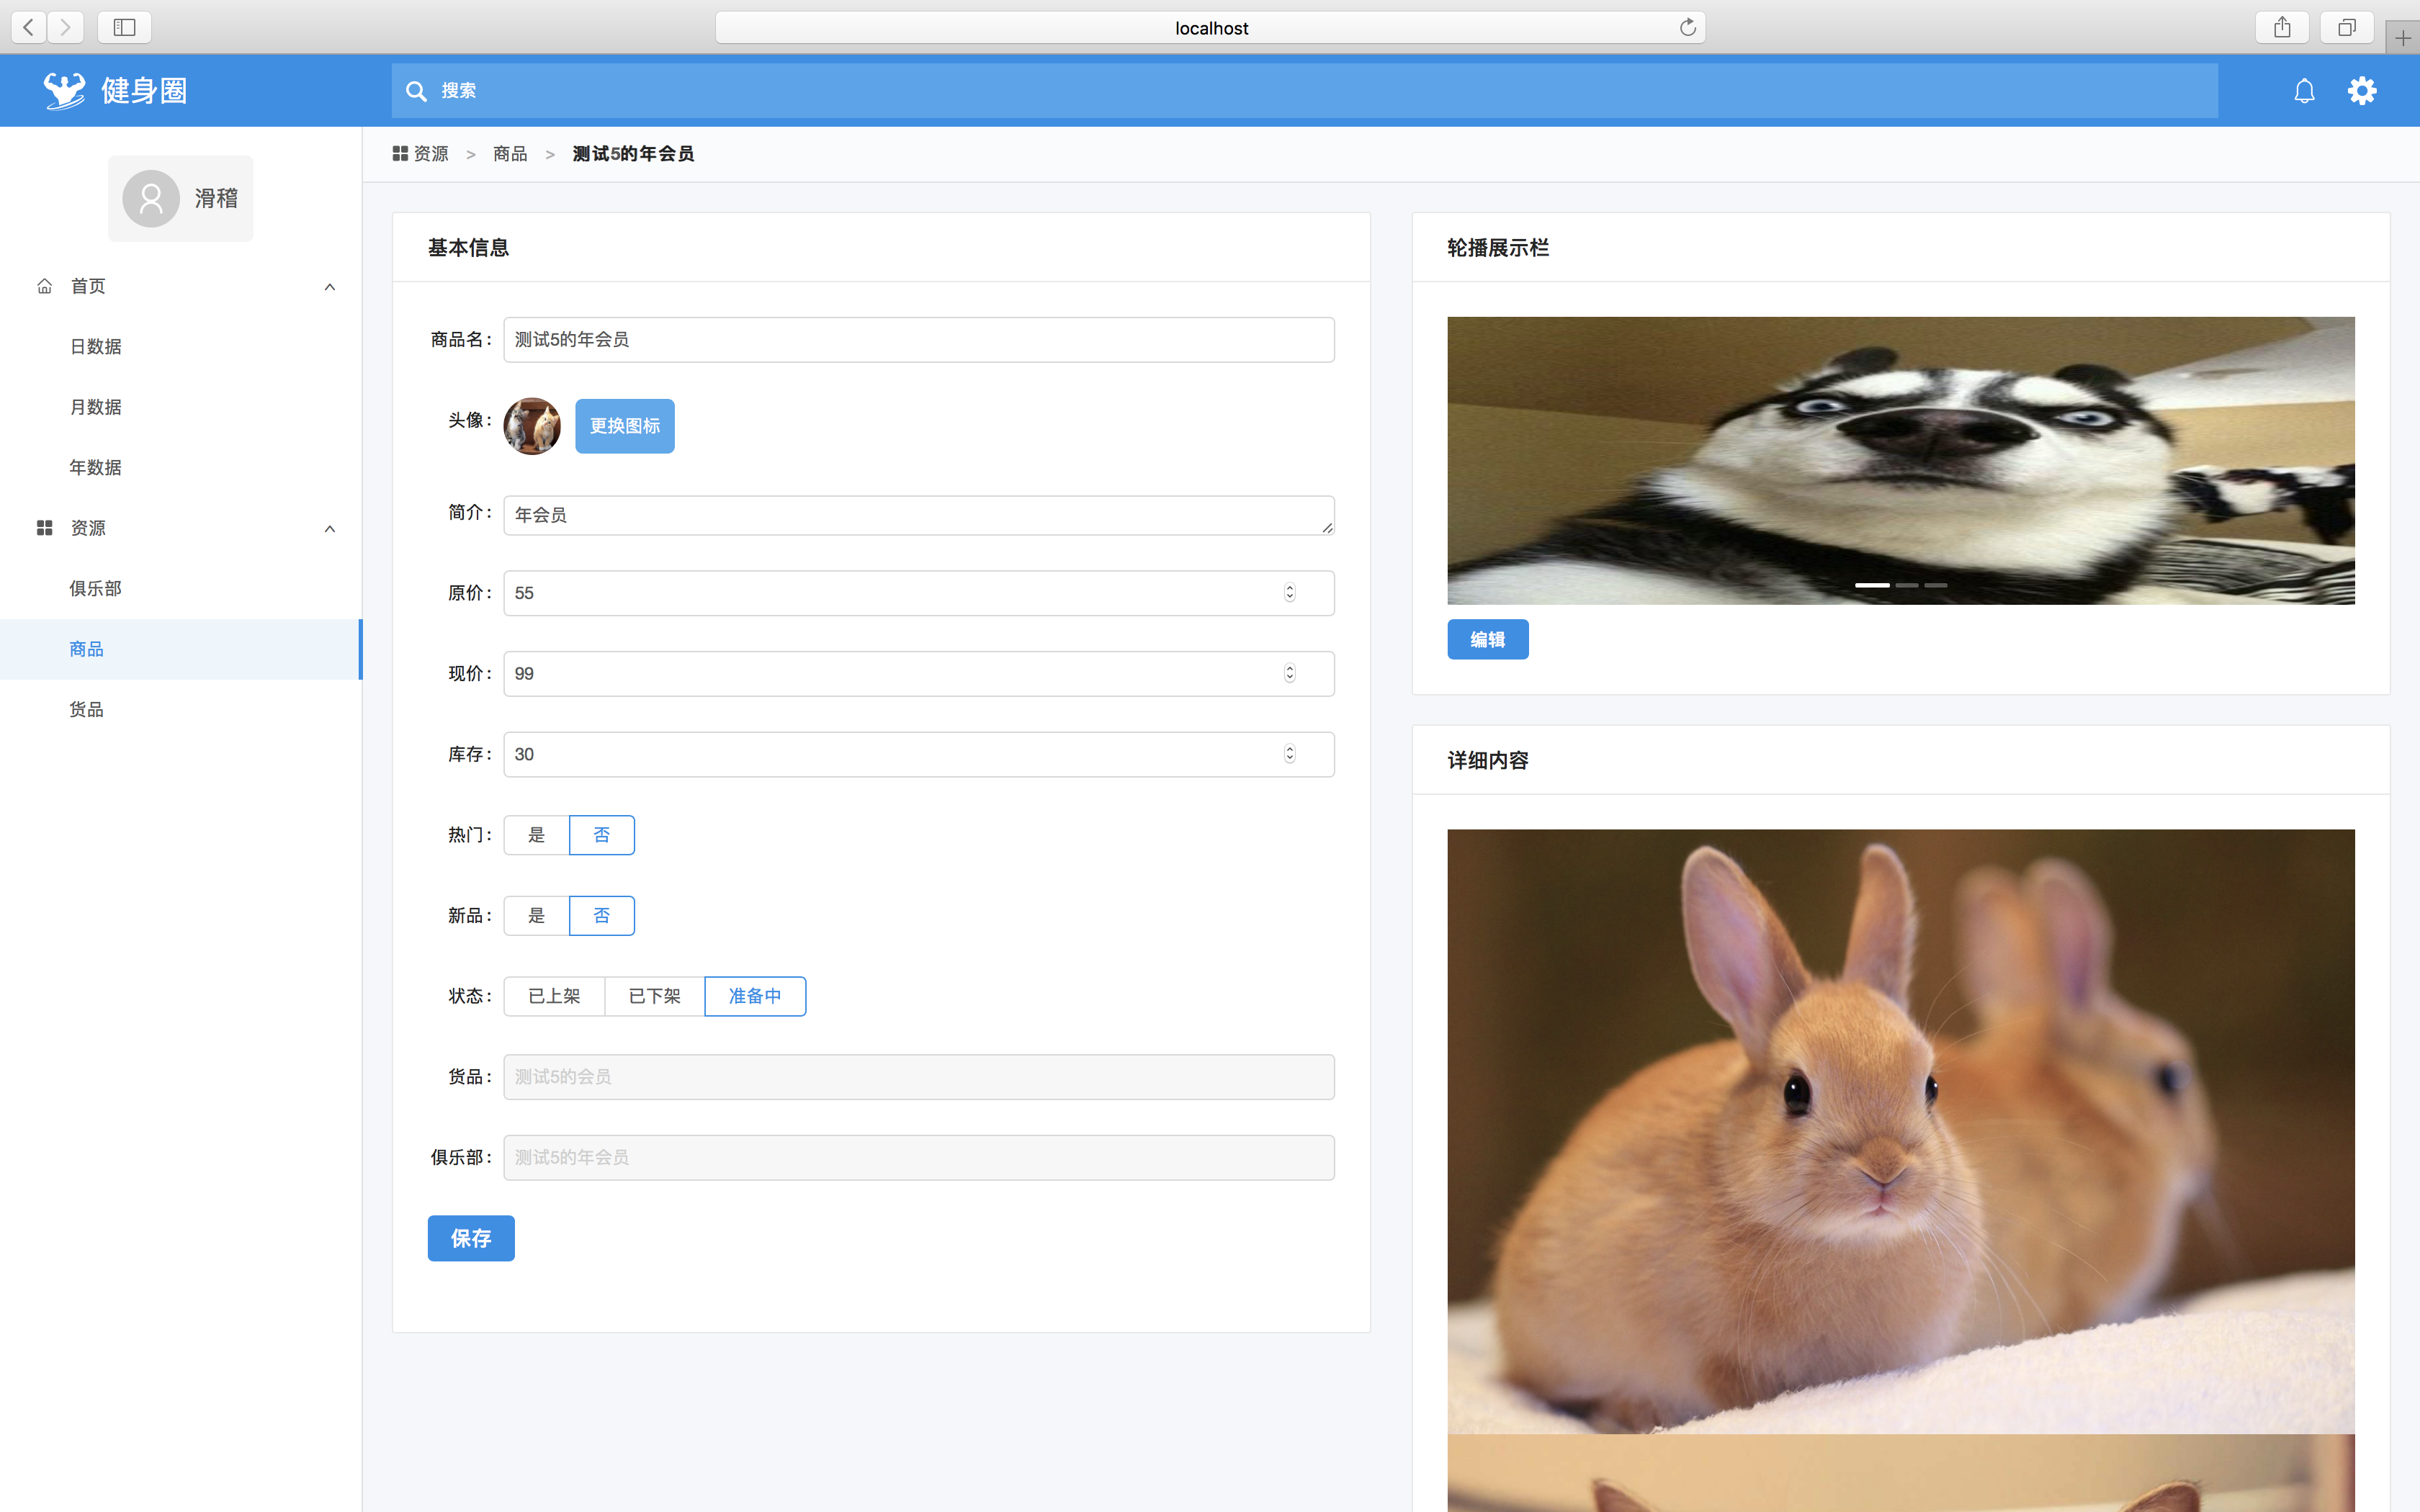 localhost
健身圈
搜索
滑稽
首页
日数据
月数据
年数据
资源
俱乐部
商品
货品
资源 > 商品 > 测试5的年会员
基本信息
商品名： 测试5的年会员
头像： 更换图标
简介： 年会员
原价： 55
现价： 99
库存： 30
热门： 是 否
新品： 是 否
状态： 已上架 已下架 准备中
货品： 测试5的会员
俱乐部： 测试5的年会员
保存
轮播展示栏
编辑
详细内容